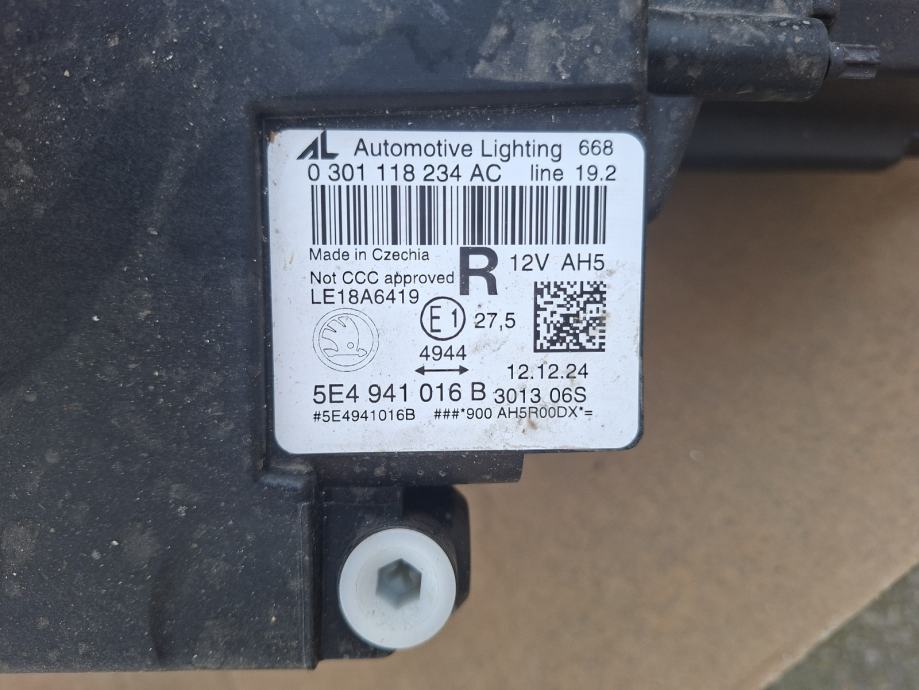 AL Automotive Lighting 668
0 301 118 234 AC line 19.2
Made in Czechia
Not CCC approved
LE18A6419
R 12V AH5
E1 27,5
4944
12.12.24
5E4 941 016 B 3013 06S
#5E4941016B ###*900 AH5R00DX*=